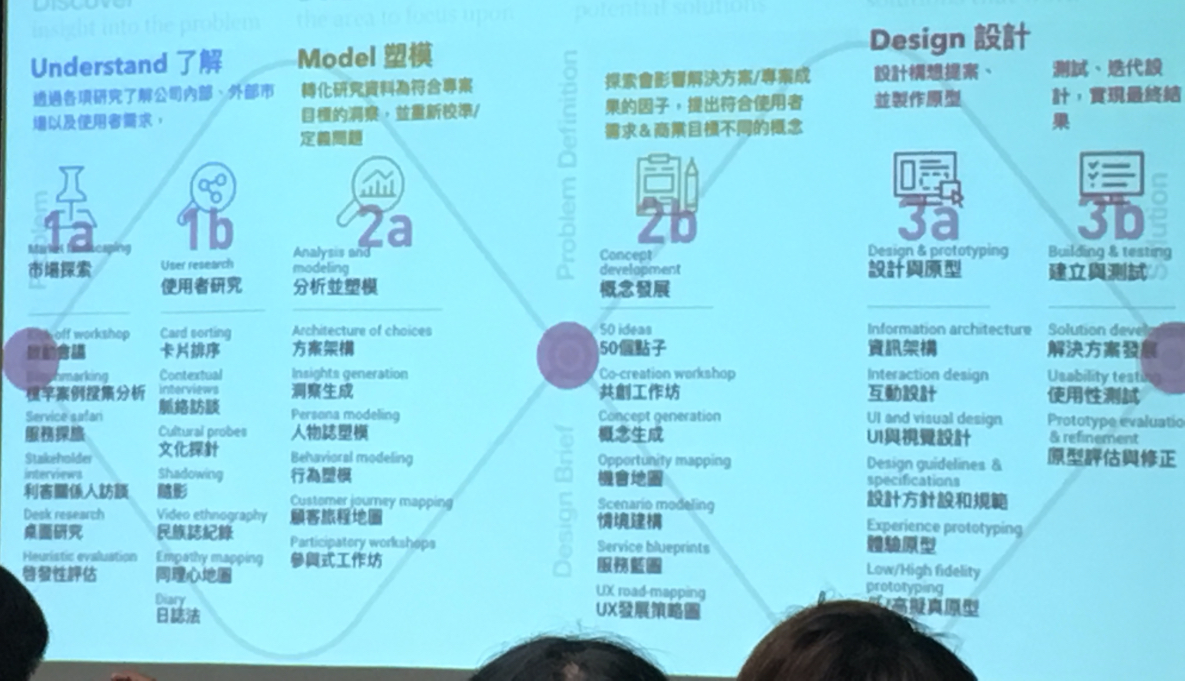 Discover
insight into the problem
the area to focus upon
potential solutions
Understand 了解
透過各項研究了解公司內部、外部市
場以及使用者需求,
Model 塑模
轉化研究資料為符合專案
目標的洞察,並重新校準/
定義問題
探索會影響解決方案/專案成
果的因子,提出符合使用者
需求&商業目標不同的概念
Design 設計
設計構想提案、
並製作原型
測試、迭代設
計,實現最終結
果
Problem Definition
Design Brief
1a
市場探索
workshop
標竿案例搜集分析
Service safari
服務探險
Stakeholder
interviews
利害關係人訪談
Desk research
桌面研究
Heuristic evaluation
啓發性評估
1b
User research
使用者研究
Card sorting
卡片排序
Contextual
interviews
脈絡訪談
Cultural probes
文化探針
Shadowing
隨影
Video ethnography
民族誌紀錄
Empathy mapping
同理心地圖
Diary
日誌法
2a
Analysis and
modeling
分析並塑模
Architecture of choices
方案架構
Insights generation
洞察生成
Persona modeling
人物誌塑模
Behavioral modeling
行為塑模
Customer journey mapping
顧客旅程地圖
Participatory workshops
參與式工作坊
2b
Concept
development
概念發展
50 ideas
50個點子
Co-creation workshop
共創工作坊
Concept generation
概念生成
Opportunity mapping
機會地圖
Scenario modeling
情境建構
Service blueprints
服務藍圖
UX road-mapping
UX發展策略圖
3a
Design & prototyping
設計與原型
Information architecture
資訊架構
Interaction design
互動設計
UI and visual design
UI與視覺設計
Design guidelines &
specifications
設計方針設和規範
Experience prototyping
體驗原型
Low/High fidelity
prototyping
低/高擬真原型
3b
Building & testing
建立與測試
Solution
解決方案發展
Usability
使用性測試
Prototype
& refinement
原型評估與修正